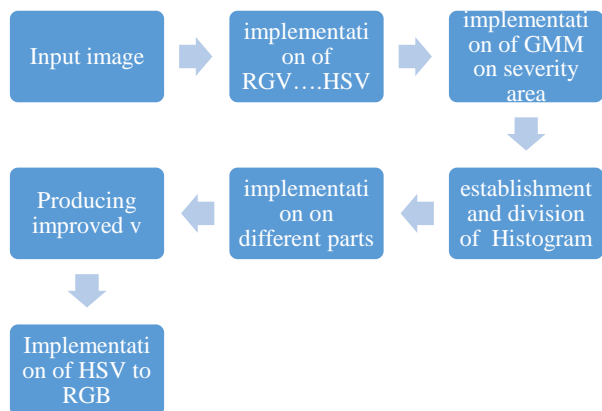 Input image
implementati
on of
RGV….HSV
implementati
on of GMM
on severity
area
establishment
and division
of Histogram
implementati
on on
different parts
Producing
improved v
Implementati
on of HSV to
RGB